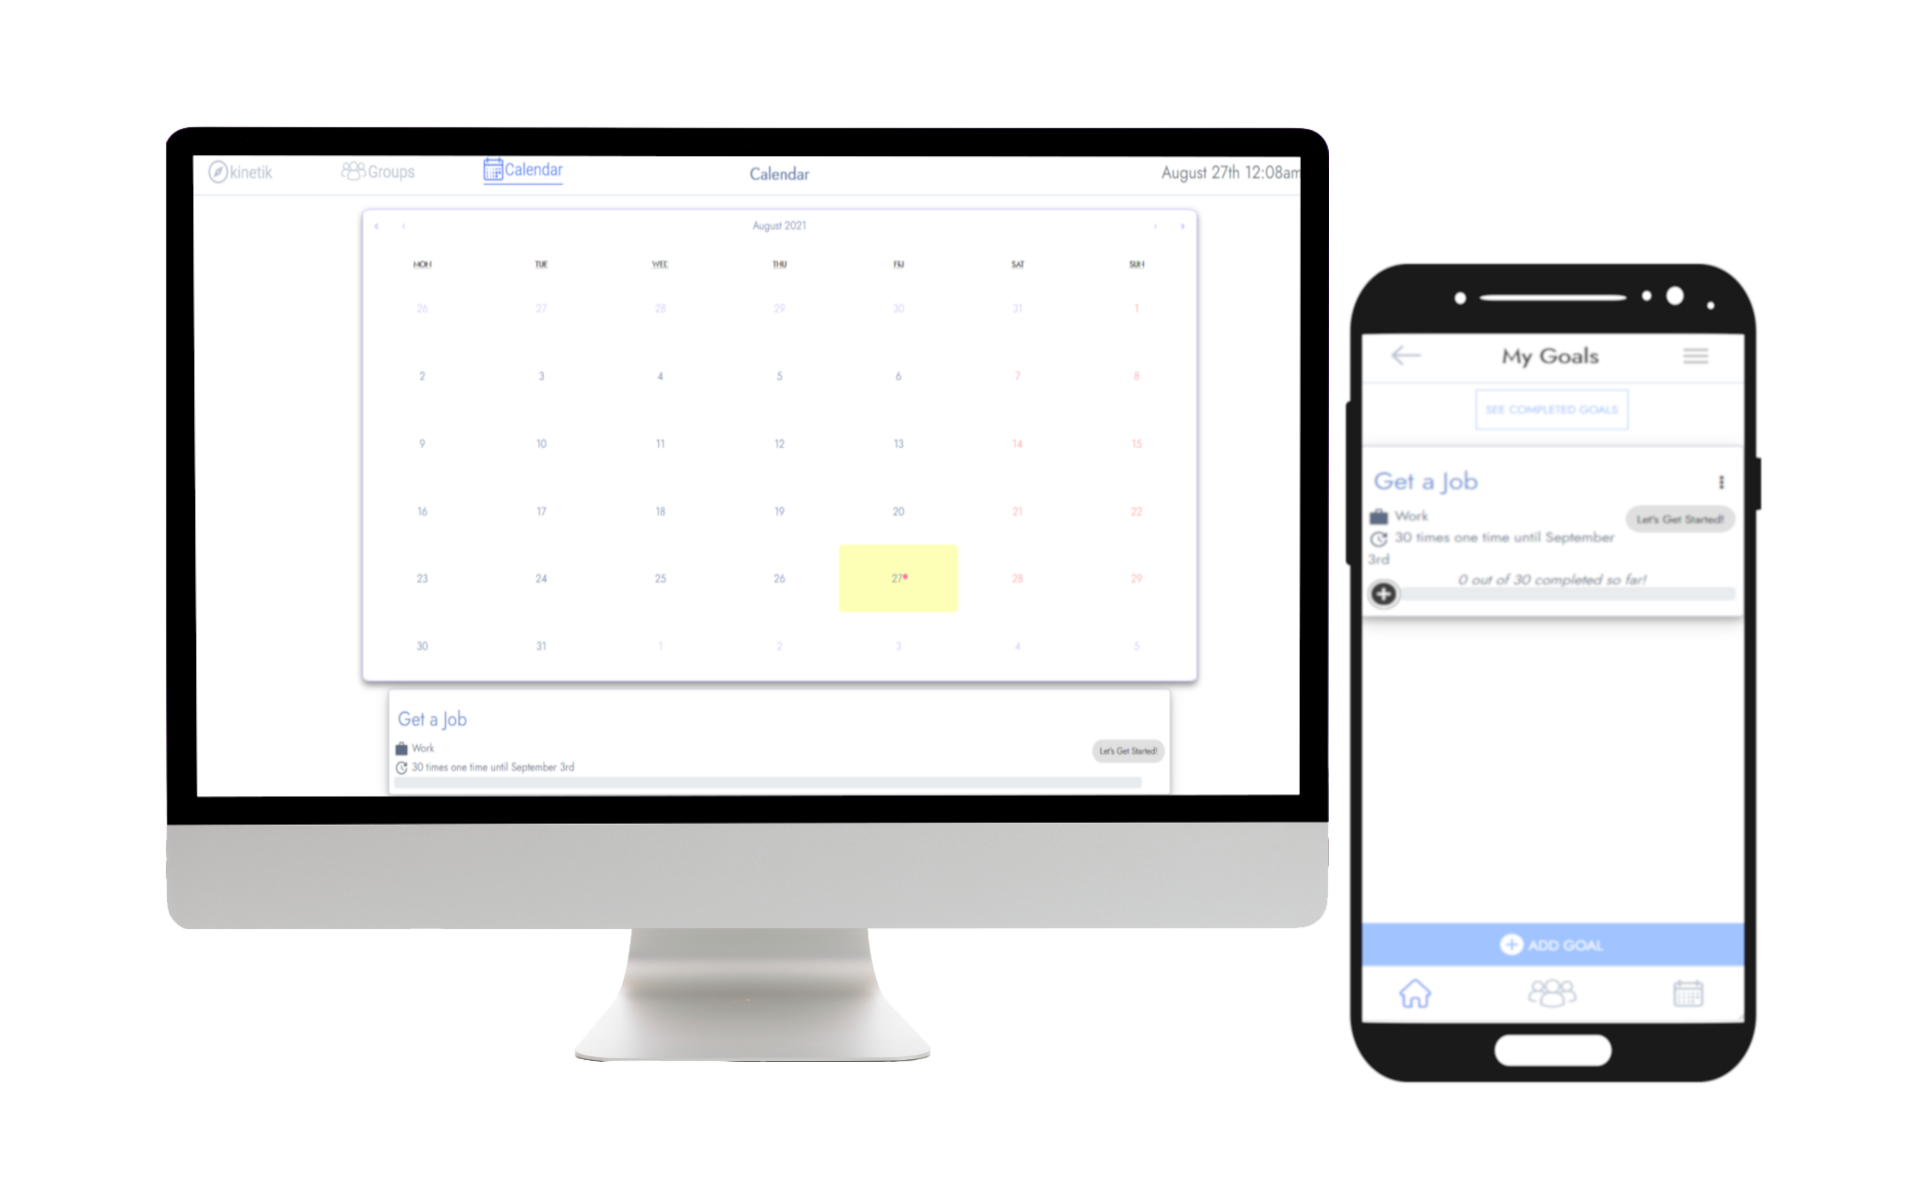 kinetik Groups Calendar Calendar August 27th 12:08am
« ‹ August 2021 › »
MON TUE WED THU FRI SAT SUN
26 27 28 29 30 31 1
2 3 4 5 6 7 8
9 10 11 12 13 14 15
16 17 18 19 20 21 22
23 24 25 26 27 28 29
30 31 1 2 3 4 5
Get a Job
Work
Let's Get Started!
30 times one time until September 3rd
My Goals
SEE COMPLETED GOALS
Get a Job
Work
Let's Get Started!
30 times one time until September
3rd
0 out of 30 completed so far!
ADD GOAL